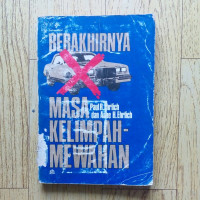 BERAKHIRNYA
MASA
Paul R. Ehrlich
dan Anne H. Ehrlich
KELIMPAH-
MEWAHAN